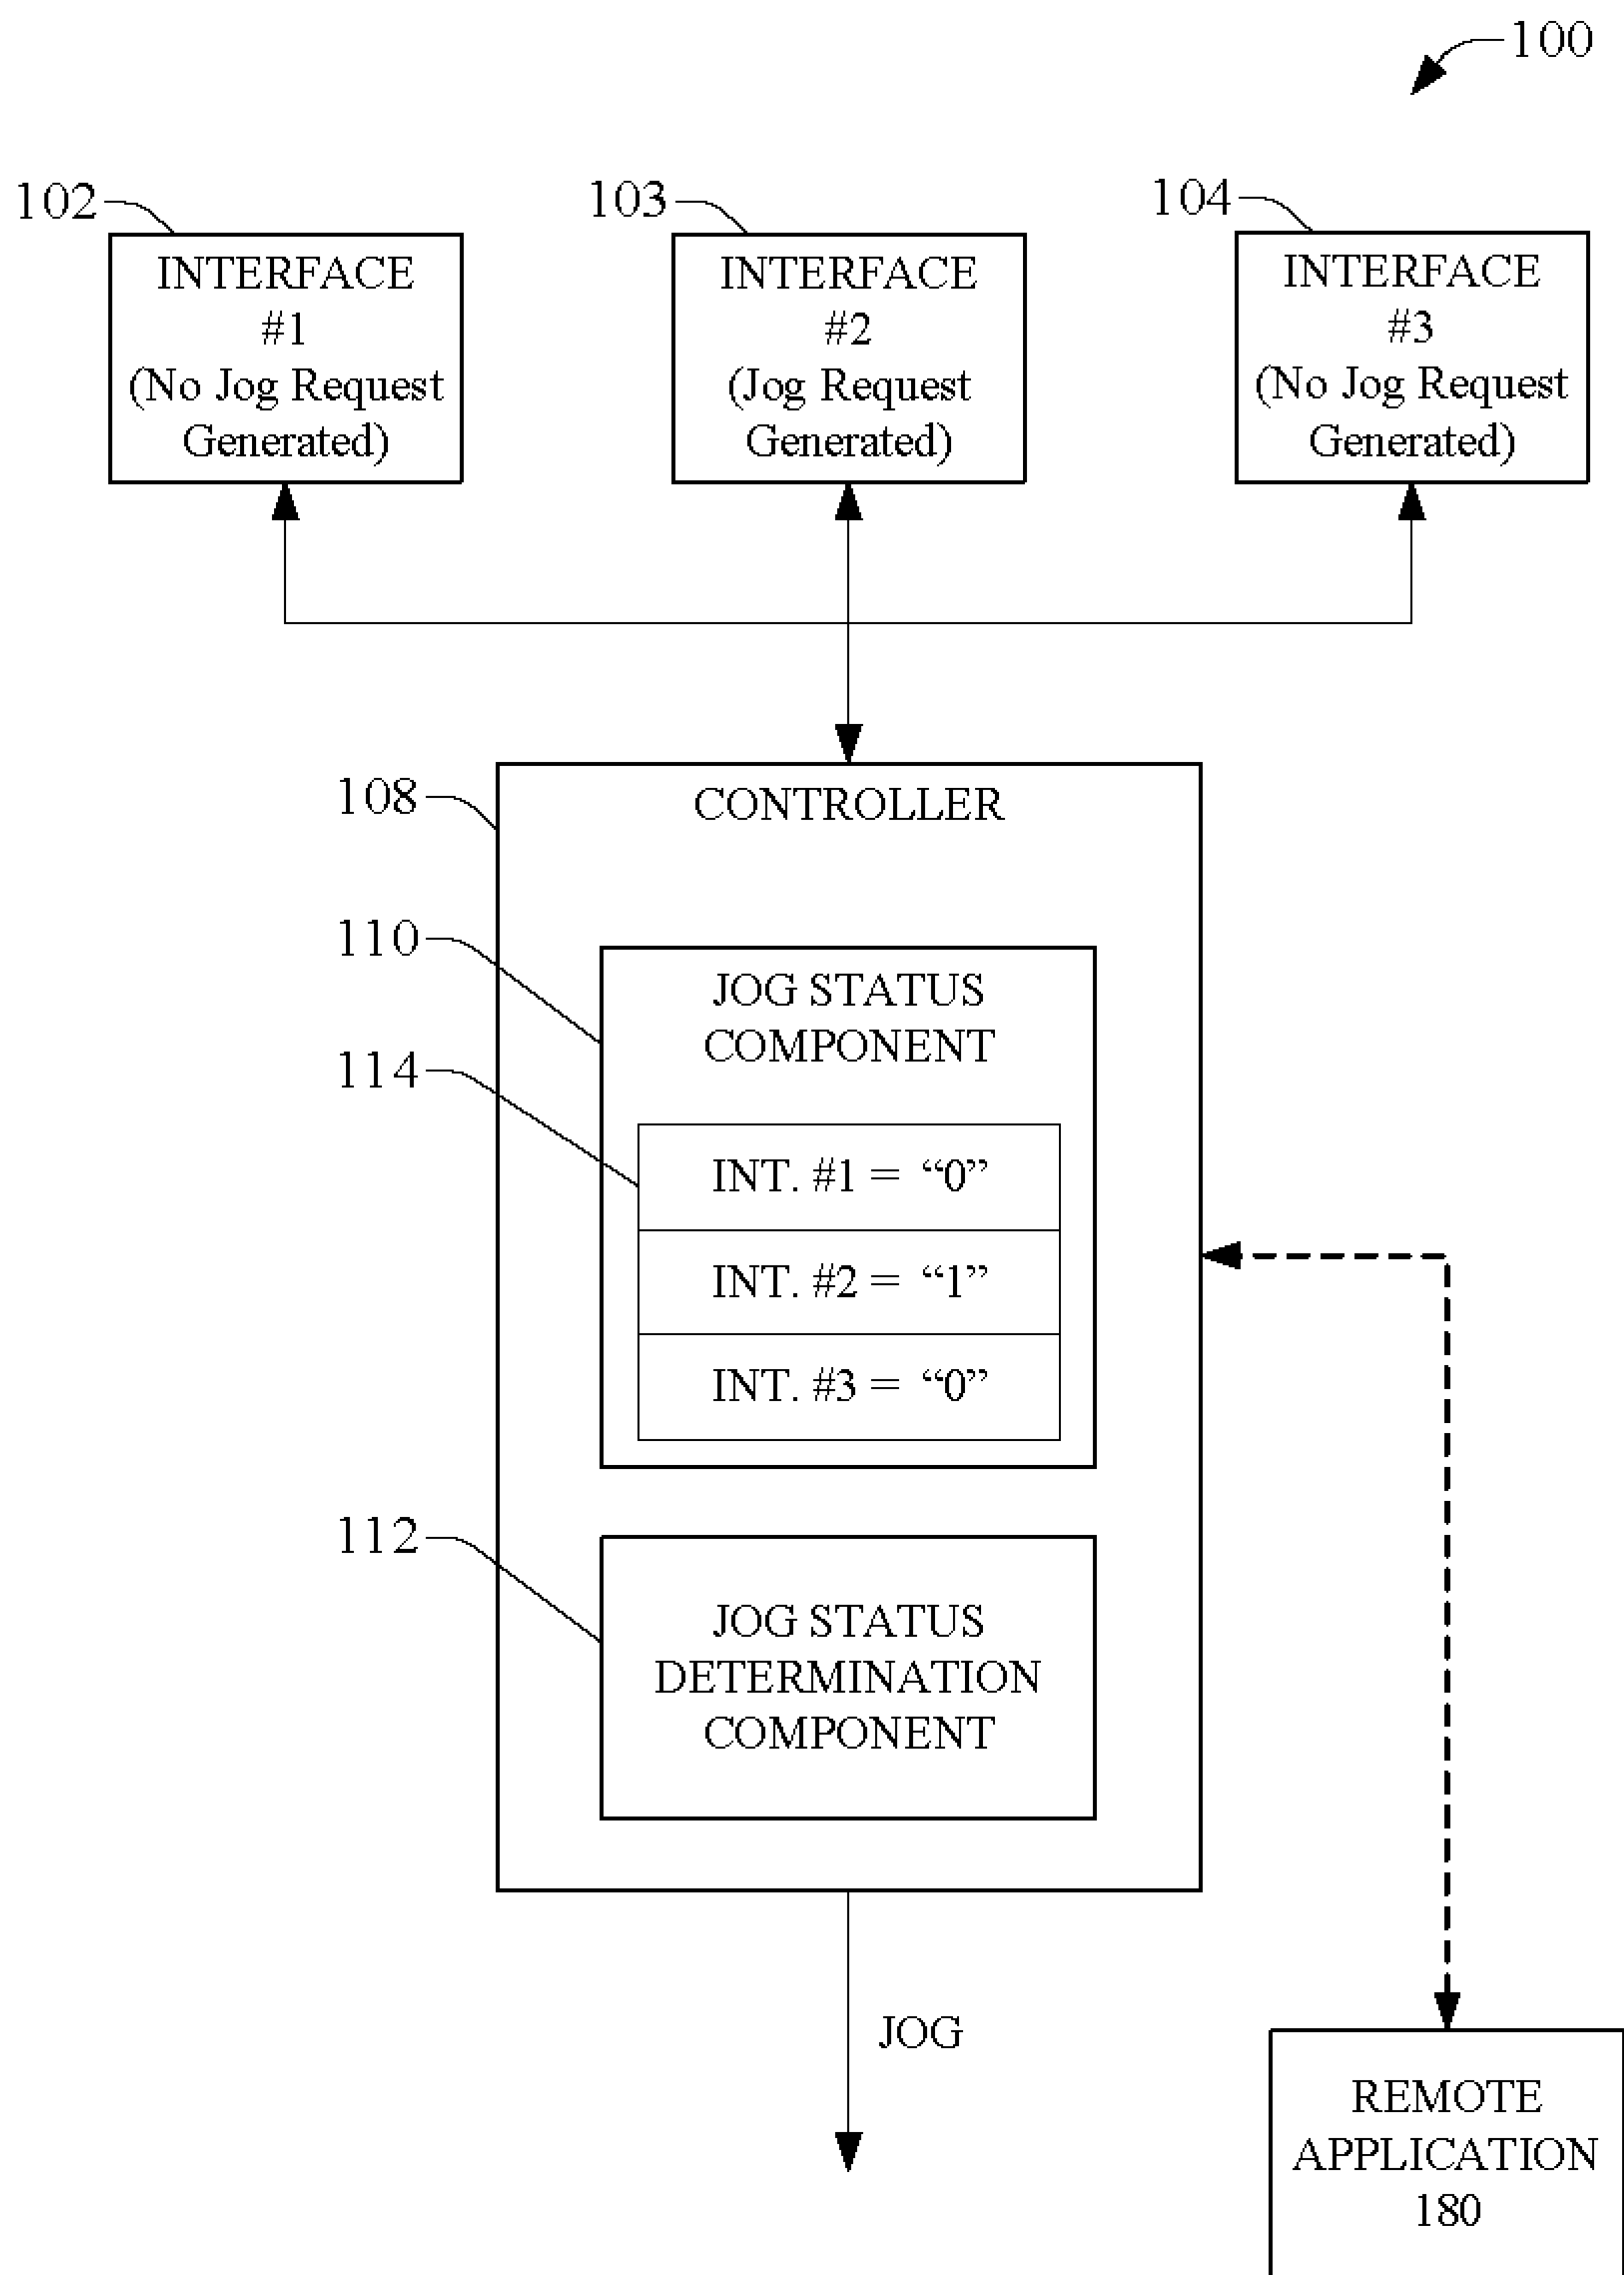 100
102
103
104
INTERFACE
#1
(No Jog Request
Generated)
INTERFACE
#2
(Jog Request
Generated)
INTERFACE
#3
(No Jog Request
Generated)
108
CONTROLLER
110
JOG STATUS
COMPONENT
114
INT. #1 = “0”
INT. #2 = “1”
INT. #3 = “0”
112
JOG STATUS
DETERMINATION
COMPONENT
JOG
REMOTE
APPLICATION
180